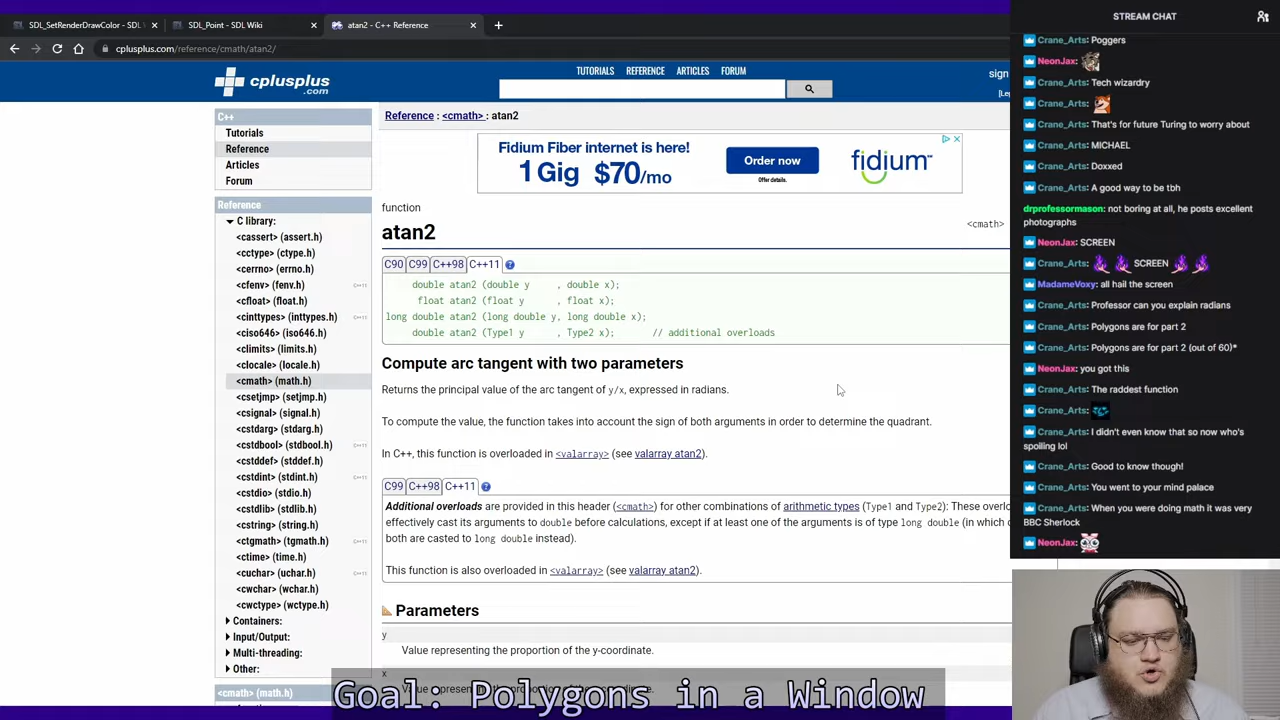 SDL_SetRenderDrawColor - SDL
SDL_Point - SDL Wiki
atan2 - C++ Reference
cplusplus.com/reference/cmath/atan2/
cplusplus
.com
TUTORIALS REFERENCE ARTICLES FORUM
sign
C++
Tutorials
Reference
Articles
Forum
Reference
C library:
<cassert> (assert.h)
<cctype> (ctype.h)
<cerrno> (errno.h)
<cfenv> (fenv.h)
C++11
<cfloat> (float.h)
<cinttypes> (inttypes.h)
C++11
<ciso646> (iso646.h)
<climits> (limits.h)
<clocale> (locale.h)
<cmath> (math.h)
<csetjmp> (setjmp.h)
<csignal> (signal.h)
<cstdarg> (stdarg.h)
<cstdbool> (stdbool.h)
C++11
<cstddef> (stddef.h)
<cstdint> (stdint.h)
C++11
<cstdio> (stdio.h)
<cstdlib> (stdlib.h)
<cstring> (string.h)
<ctgmath> (tgmath.h)
C++11
<ctime> (time.h)
<cuchar> (uchar.h)
C++11
<cwchar> (wchar.h)
<cwctype> (wctype.h)
Containers:
Input/Output:
Multi-threading:
Other:
<cmath> (math.h)
Reference : <cmath> : atan2
Fidium Fiber internet is here!
1 Gig $70/mo
Order now
Offer details.
fidium
function
atan2
<cmath>
C90 C99 C++98 C++11
double atan2 (double y , double x);
float atan2 (float y , float x);
long double atan2 (long double y, long double x);
double atan2 (Type1 y , Type2 x); // additional overloads
Compute arc tangent with two parameters
Returns the principal value of the arc tangent of y/x, expressed in radians.
To compute the value, the function takes into account the sign of both arguments in order to determine the quadrant.
In C++, this function is overloaded in <valarray> (see valarray atan2).
C99 C++98 C++11
Additional overloads are provided in this header (<cmath>) for other combinations of arithmetic types (Type1 and Type2): These overlo
effectively cast its arguments to double before calculations, except if at least one of the arguments is of type long double (in which c
both are casted to long double instead).
This function is also overloaded in <valarray> (see valarray atan2).
Parameters
y
Value representing the proportion of the y-coordinate.
x
Goal: Polygons in a Window
STREAM CHAT
Crane_Arts: Poggers
NeonJax:
Crane_Arts: Tech wizardry
Crane_Arts:
Crane_Arts: That's for future Turing to worry about
Crane_Arts: MICHAEL
Crane_Arts: Doxxed
Crane_Arts: A good way to be tbh
drprofessormason: not boring at all, he posts excellent
photographs
NeonJax: SCREEN
Crane_Arts: SCREEN
MadameVoxy: all hail the screen
Crane_Arts: Professor can you explain radians
Crane_Arts: Polygons are for part 2
Crane_Arts: Polygons are for part 2 (out of 60)*
NeonJax: you got this
Crane_Arts: The raddest function
Crane_Arts:
Crane_Arts: I didn't even know that so now who's
spoiling lol
Crane_Arts: Good to know though!
Crane_Arts: You went to your mind palace
Crane_Arts: When you were doing math it was very
BBC Sherlock
NeonJax: